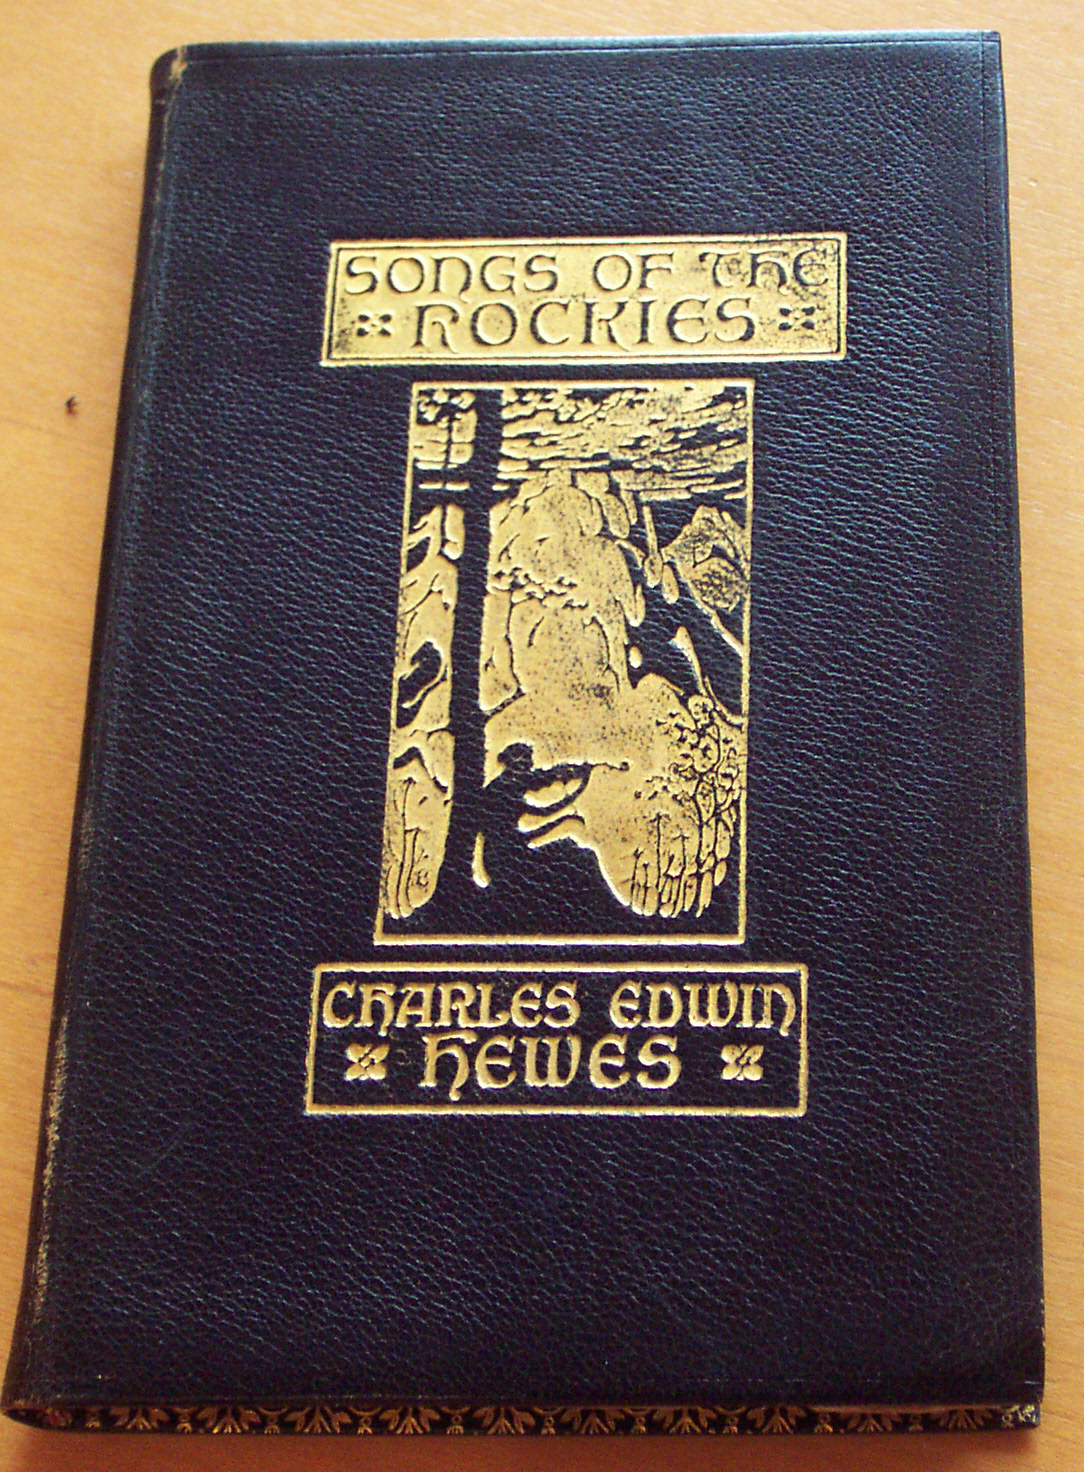 SONGS OF THE
ROCKIES
CHARLES EDWIN
HEWES